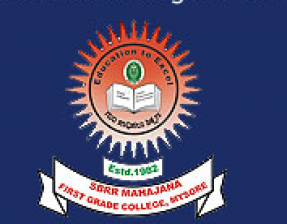 Education to Excel
Estd.1982
SBRR MAHAJANA
FIRST GRADE COLLEGE, MYSORE